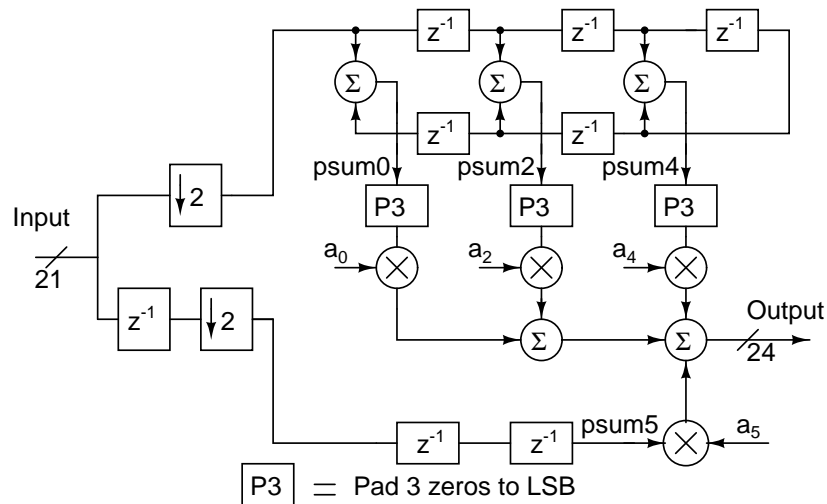 z⁻¹ z⁻¹ z⁻¹
Σ Σ Σ
z⁻¹ z⁻¹
psum0 psum2 psum4
↓2
P3 P3 P3
Input
21
a₀ a₂ a₄
z⁻¹ ↓2
Σ Σ
Output
24
z⁻¹ z⁻¹ psum5 a₅
P3 = Pad 3 zeros to LSB